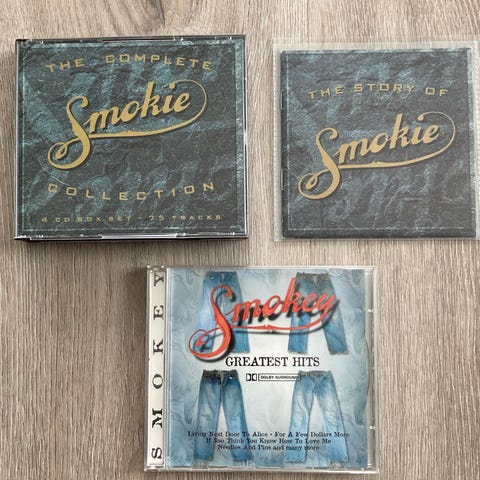 THE COMPLETE
Smokie
COLLECTION
4 CD BOX SET - 75 TRACKS
THE STORY OF
Smokie
SMOKEY
Smokey
GREATEST HITS
DOLBY SURROUND
Living Next Door To Alice • For A Few Dollars More
If You Think You Know How To Love Me
Needles And Pins and many more